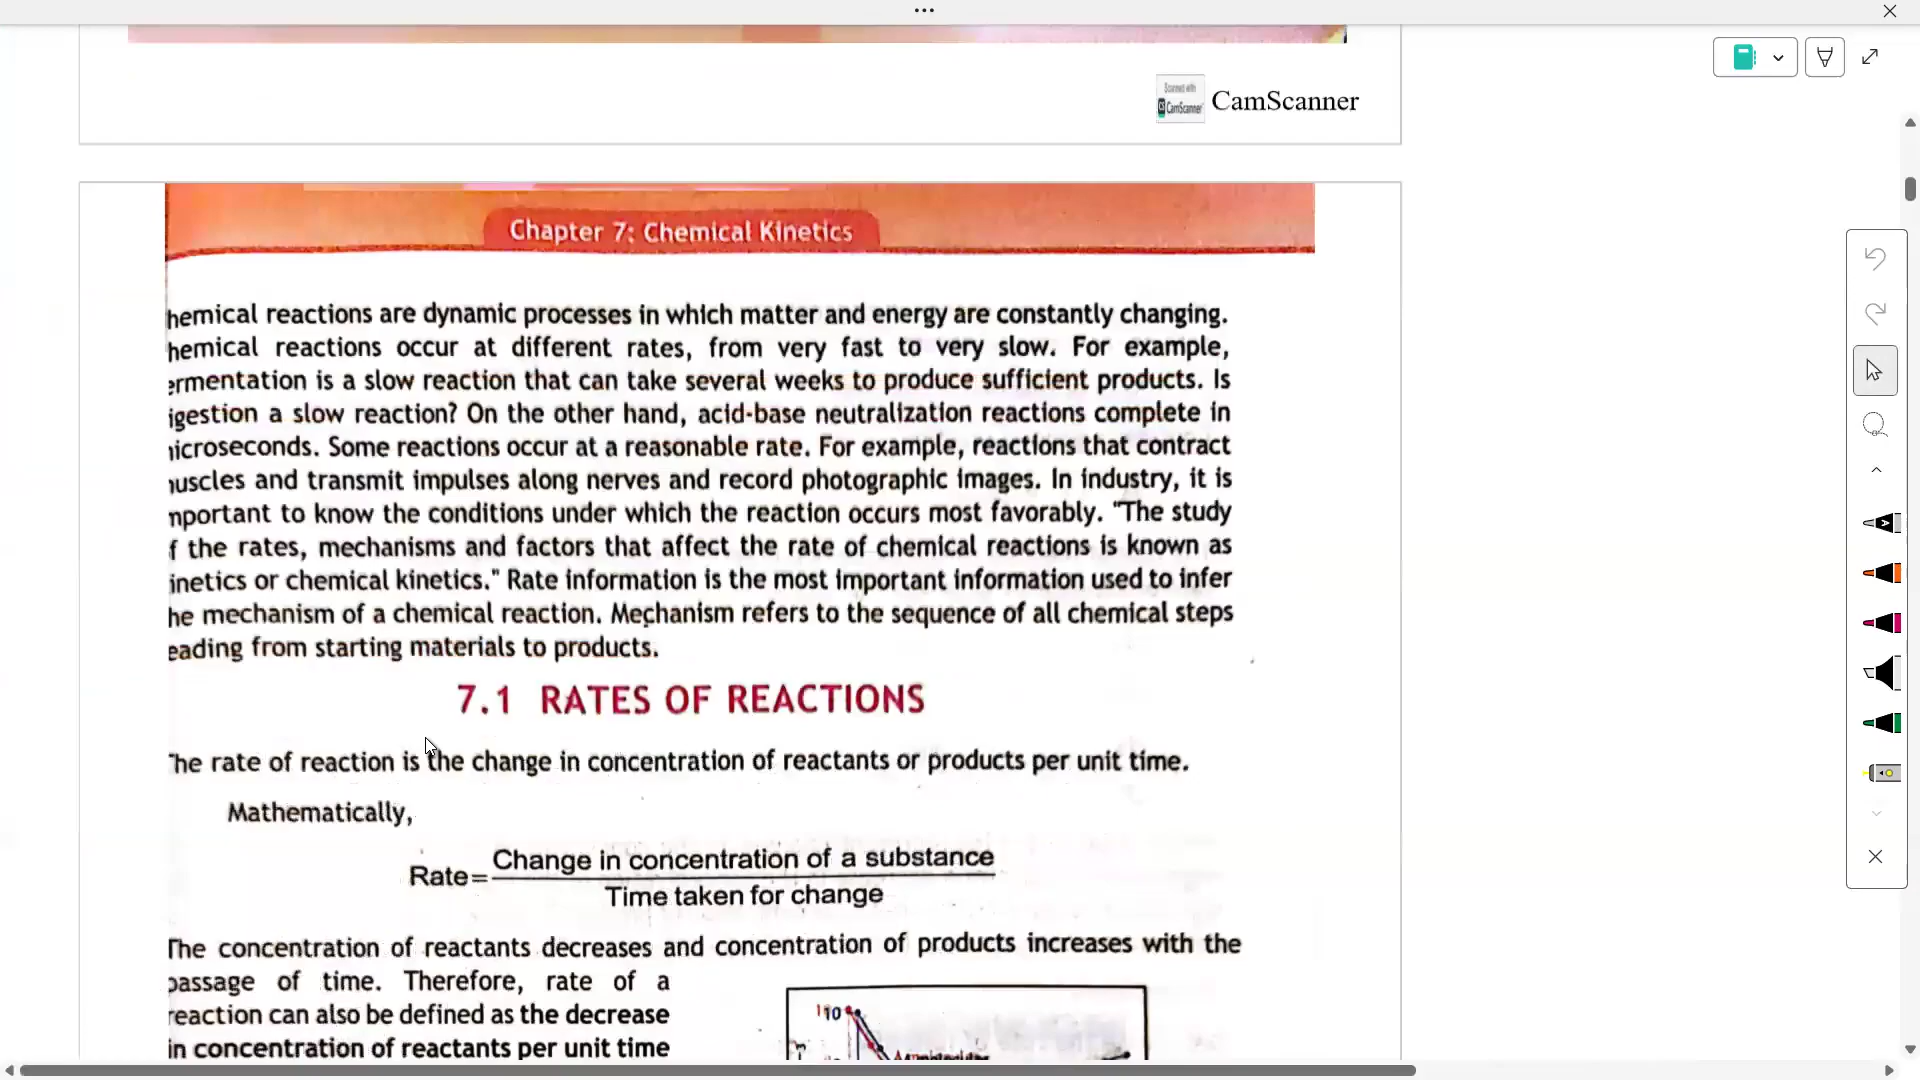 Scanned with
CS CamScanner
CamScanner
Chapter 7: Chemical Kinetics
hemical reactions are dynamic processes in which matter and energy are constantly changing.
hemical reactions occur at different rates, from very fast to very slow. For example,
ermentation is a slow reaction that can take several weeks to produce sufficient products. Is
igestion a slow reaction? On the other hand, acid-base neutralization reactions complete in
nicroseconds. Some reactions occur at a reasonable rate. For example, reactions that contract
nuscles and transmit impulses along nerves and record photographic images. In industry, it is
mportant to know the conditions under which the reaction occurs most favorably. "The study
f the rates, mechanisms and factors that affect the rate of chemical reactions is known as
inetics or chemical kinetics." Rate information is the most important information used to infer
he mechanism of a chemical reaction. Mechanism refers to the sequence of all chemical steps
eading from starting materials to products.
7.1 RATES OF REACTIONS
The rate of reaction is the change in concentration of reactants or products per unit time.
Mathematically,
Rate= Change in concentration of a substance
Time taken for change
The concentration of reactants decreases and concentration of products increases with the
passage of time. Therefore, rate of a
reaction can also be defined as the decrease
in concentration of reactants per unit time